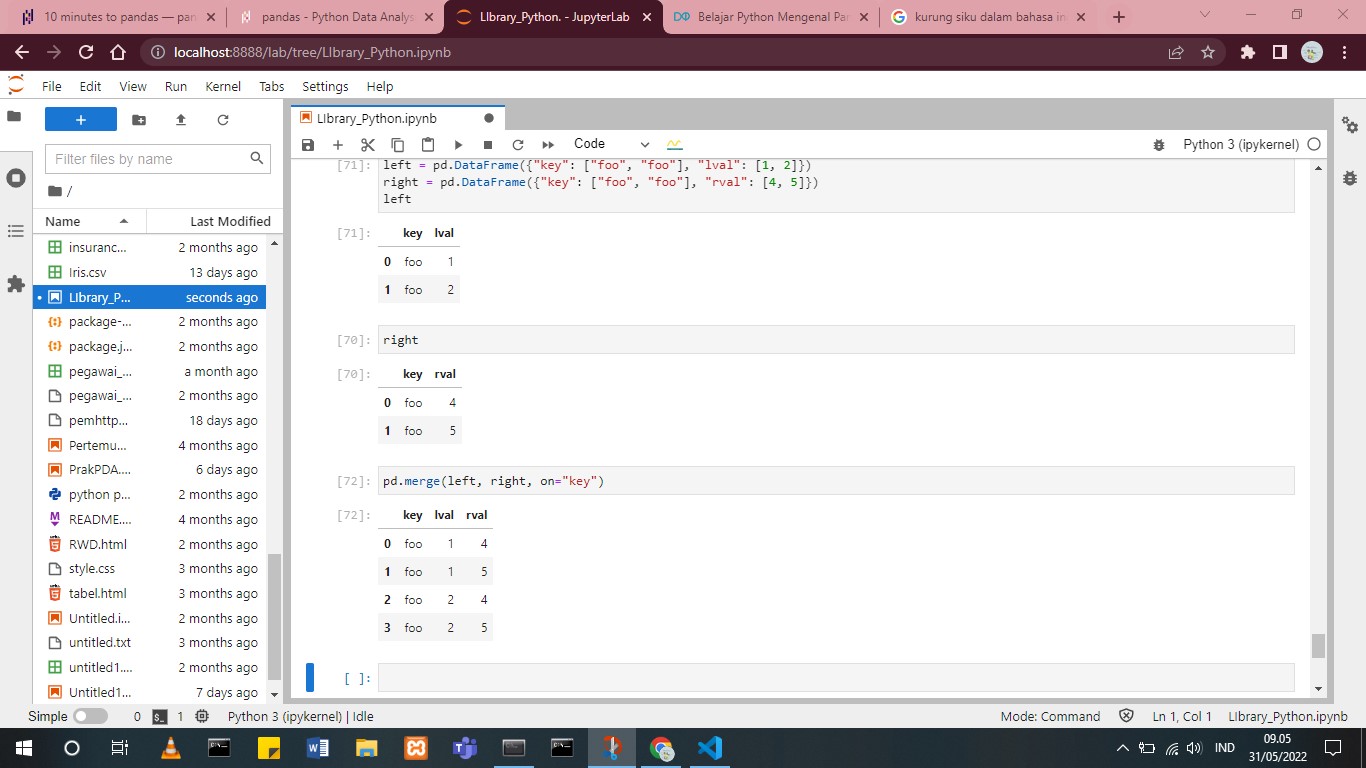 10 minutes to pandas — pan
pandas - Python Data Analys
LIbrary_Python. - JupyterLab
Belajar Python Mengenal Pan
kurung siku dalam bahasa in
localhost:8888/lab/tree/LIbrary_Python.ipynb
File Edit View Run Kernel Tabs Settings Help
LIbrary_Python.ipynb
Filter files by name
Code
Python 3 (ipykernel)
/
Name Last Modified
insuranc... 2 months ago
Iris.csv 13 days ago
LIbrary_P... seconds ago
package-... 2 months ago
package.j... 2 months ago
pegawai_... a month ago
pegawai_... 2 months ago
pemhttp... 18 days ago
Pertemu... 4 months ago
PrakPDA.... 6 days ago
python p... 2 months ago
README.... 4 months ago
RWD.html 2 months ago
style.css 3 months ago
tabel.html 3 months ago
Untitled.i... 2 months ago
untitled.txt 3 months ago
untitled1.... 2 months ago
Untitled1... 7 days ago
[71]: left = pd.DataFrame({"key": ["foo", "foo"], "lval": [1, 2]})
right = pd.DataFrame({"key": ["foo", "foo"], "rval": [4, 5]})
left
[71]: key lval
0 foo 1
1 foo 2
[70]: right
[70]: key rval
0 foo 4
1 foo 5
[72]: pd.merge(left, right, on="key")
[72]: key lval rval
0 foo 1 4
1 foo 1 5
2 foo 2 4
3 foo 2 5
[ ]:
Simple 0 1 Python 3 (ipykernel) | Idle Mode: Command Ln 1, Col 1 LIbrary_Python.ipynb
IND
09.05
31/05/2022